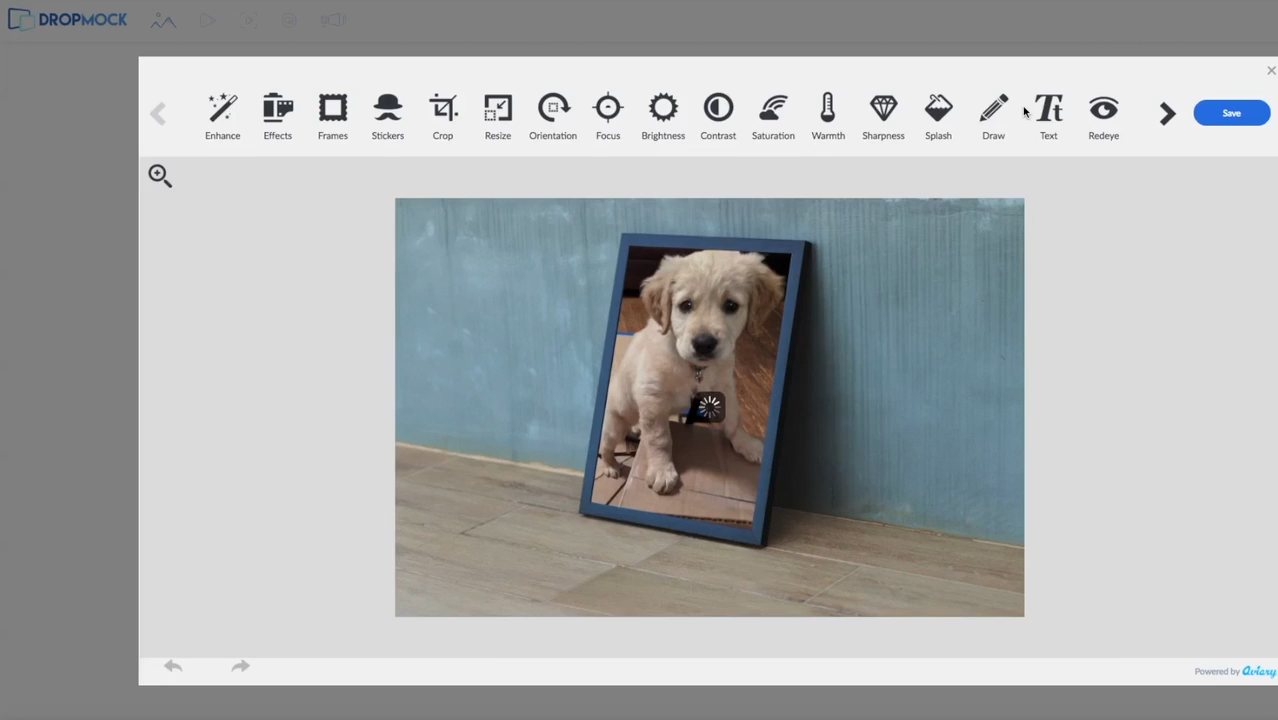 DROPMOCK
Enhance
Effects
Frames
Stickers
Crop
Resize
Orientation
Focus
Brightness
Contrast
Saturation
Warmth
Sharpness
Splash
Draw
Tt
Text
Redeye
Save
Powered by Aviary